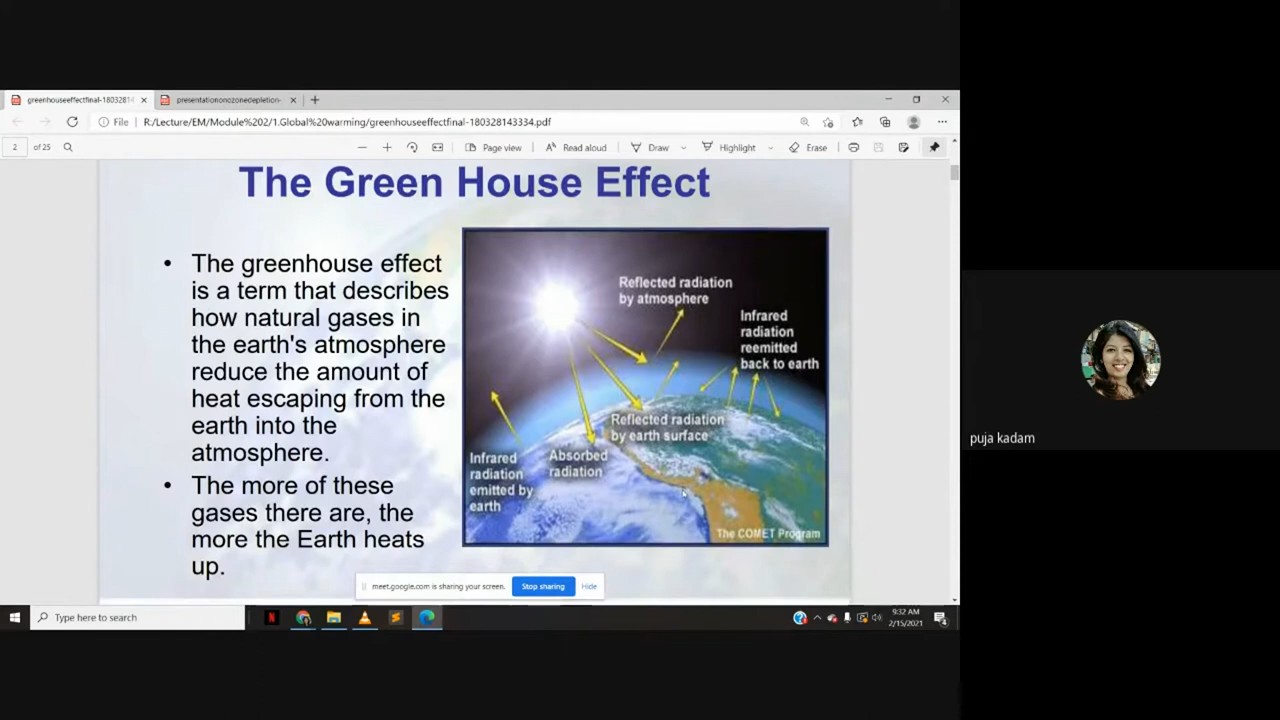 greenhouseeffectfinal-1803281
presentationonozonedepletion-
File
R:/Lecture/EM/Module%202/1.Global%20warming/greenhouseeffectfinal-180328143334.pdf
2 of 25
Page view
Read aloud
Draw
Highlight
Erase
The Green House Effect
• The greenhouse effect
is a term that describes
how natural gases in
the earth's atmosphere
reduce the amount of
heat escaping from the
earth into the
atmosphere.
• The more of these
gases there are, the
more the Earth heats
up.
Reflected radiation
by atmosphere
Infrared
radiation
reemitted
back to earth
Reflected radiation
by earth surface
Absorbed
radiation
Infrared
radiation
emitted by
earth
The COMET Program
meet.google.com is sharing your screen.
Stop sharing
Hide
puja kadam
Type here to search
9:32 AM
2/15/2021